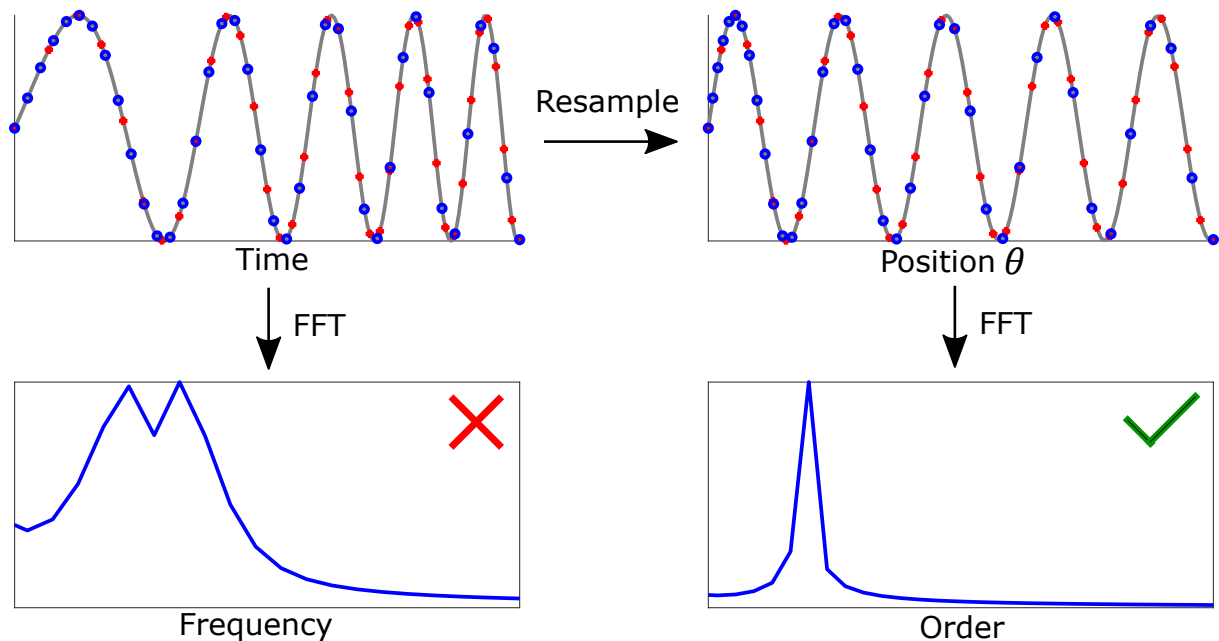 Resample
Time
Position θ
FFT
FFT
Frequency
Order